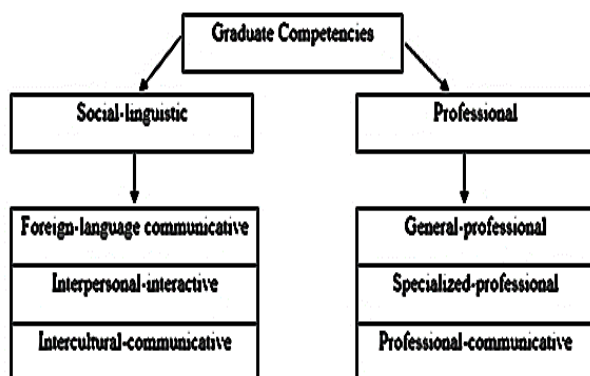 Graduate Competencies
Social-linguistic
Professional
Foreign-language communicative
Interpersonal-interactive
Intercultural-communicative
General-professional
Specialized-professional
Professional-communicative